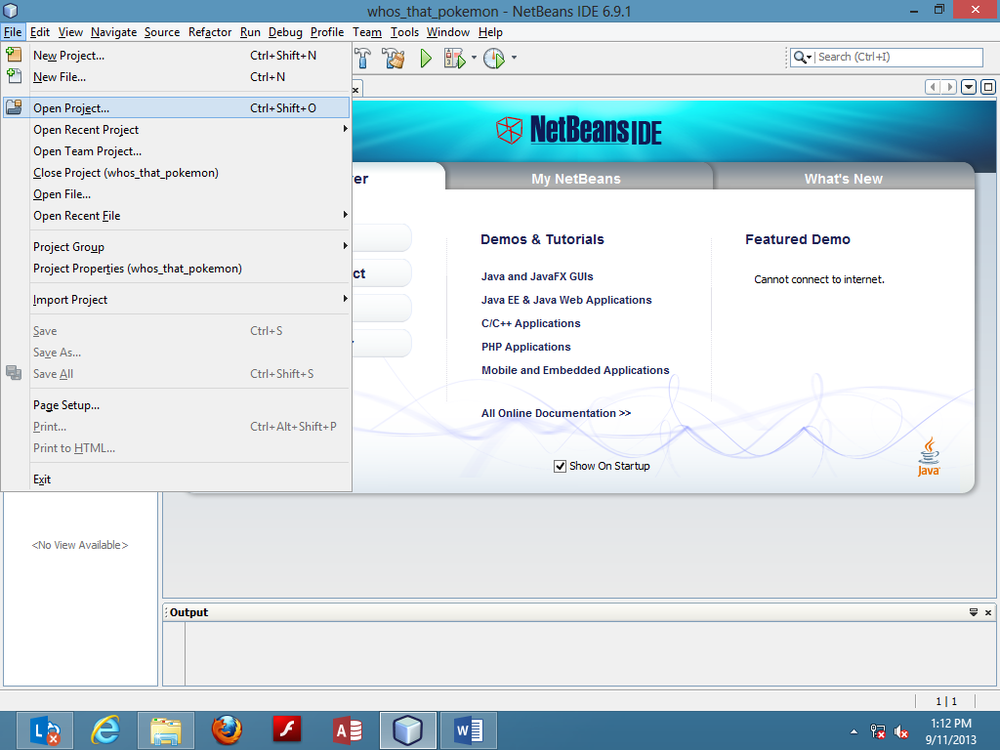 whos_that_pokemon - NetBeans IDE 6.9.1
File Edit View Navigate Source Refactor Run Debug Profile Team Tools Window Help
Search (Ctrl+I)
New Project... Ctrl+Shift+N
New File... Ctrl+N
Open Project... Ctrl+Shift+O
Open Recent Project
Open Team Project...
Close Project (whos_that_pokemon)
Open File...
Open Recent File
Project Group
Project Properties (whos_that_pokemon)
Import Project
Save Ctrl+S
Save As...
Save All Ctrl+Shift+S
Page Setup...
Print... Ctrl+Alt+Shift+P
Print to HTML...
Exit
NetBeans IDE
er My NetBeans What's New
ct
Demos & Tutorials
Java and JavaFX GUIs
Java EE & Java Web Applications
C/C++ Applications
PHP Applications
Mobile and Embedded Applications
All Online Documentation >>
Featured Demo
Cannot connect to internet.
Show On Startup
Java
<No View Available>
Output
1 | 1
1:12 PM
9/11/2013